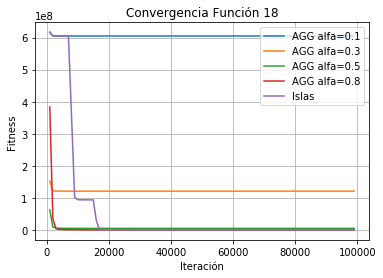 Convergencia Función 18
1e8
6
5
4
3
2
1
0
Fitness
AGG alfa=0.1
AGG alfa=0.3
AGG alfa=0.5
AGG alfa=0.8
Islas
0 20000 40000 60000 80000 100000
Iteración